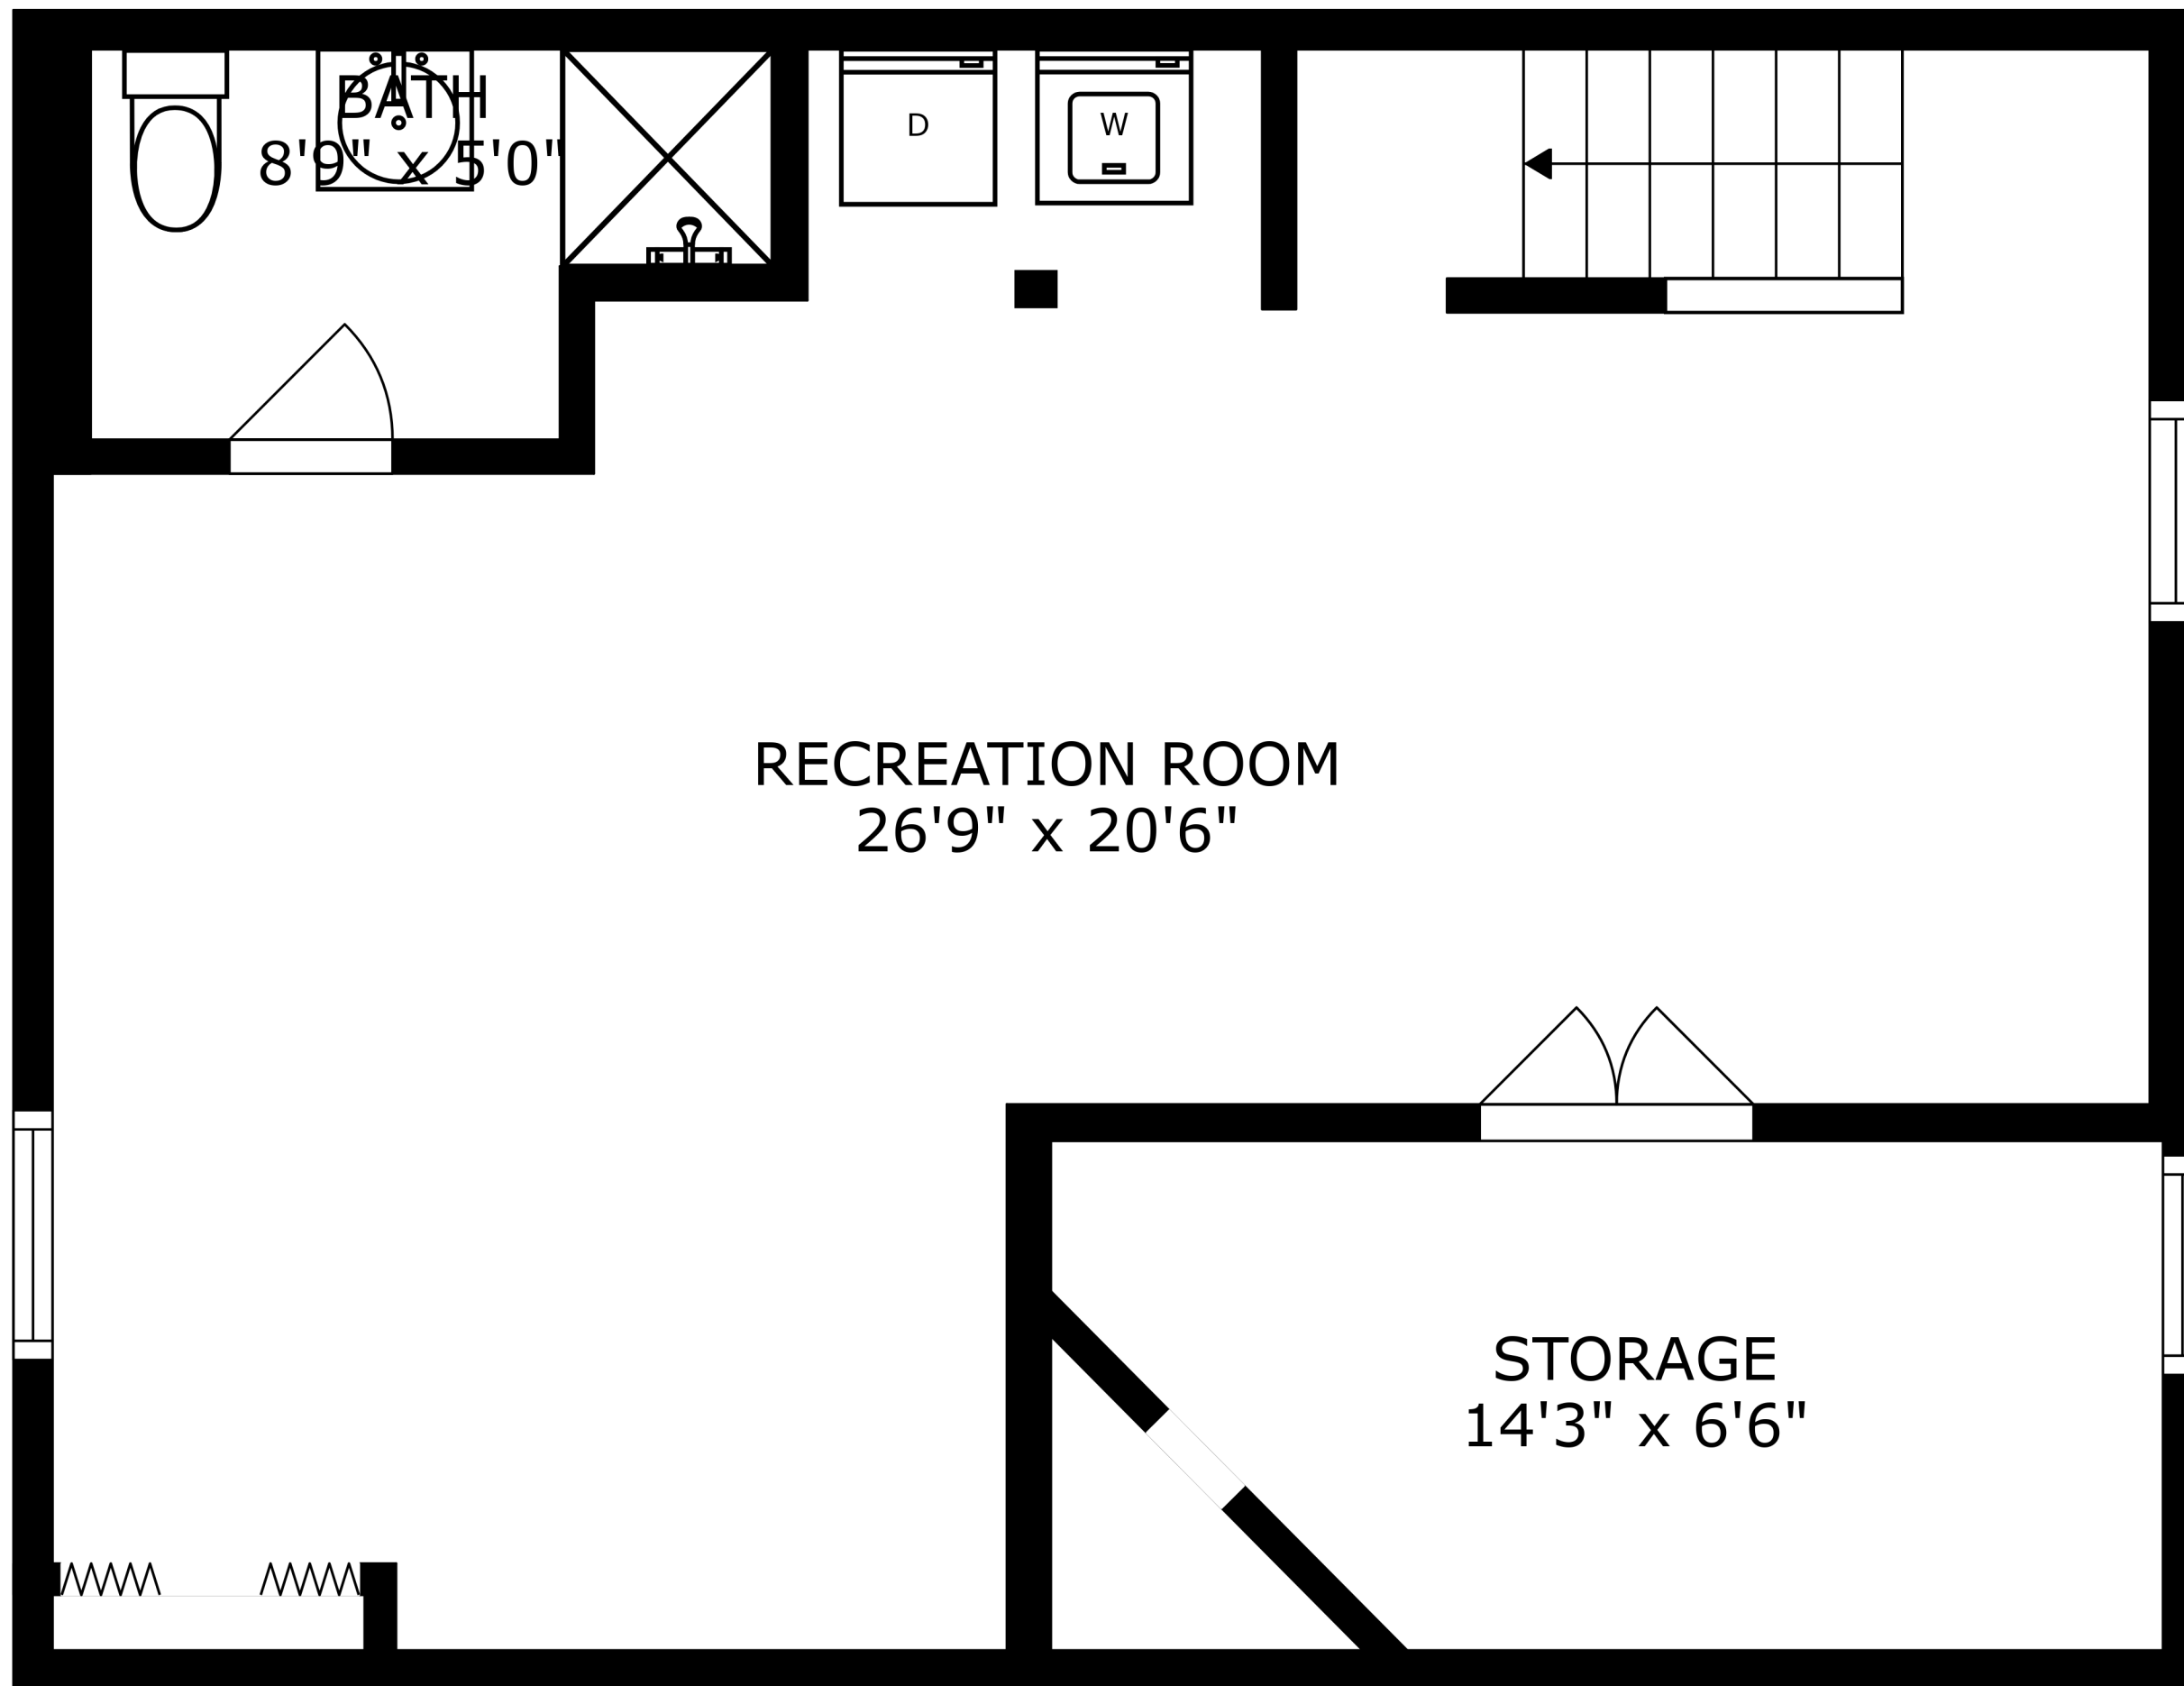 BATH
8'9" x 5'0"
D
W
RECREATION ROOM
26'9" x 20'6"
STORAGE
14'3" x 6'6"